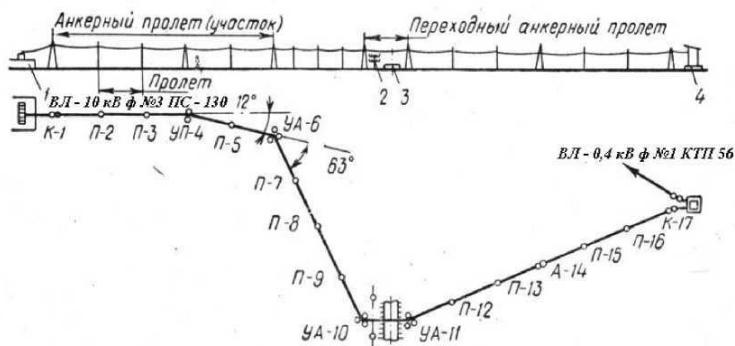 Анкерный пролет (участок)
Переходный анкерный пролет
Пролет
1
2
3
4
ВЛ - 10 кВ ф №3 ПС - 130
12°
К-1
П-2
П-3
УП-4
П-5
УА-6
63°
ВЛ - 0,4 кВ ф №1 КТП 56
П-7
П-8
П-9
УА-10
УА-11
П-12
П-13
А-14
П-15
П-16
К-17